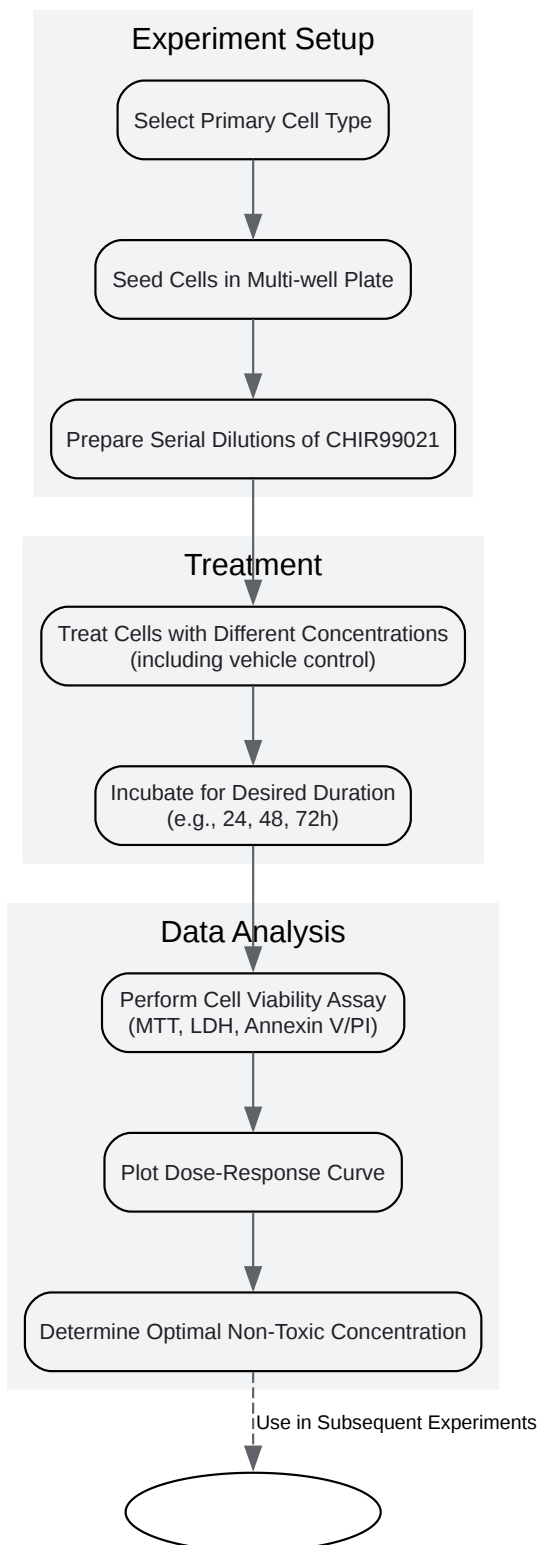 Experiment Setup
Select Primary Cell Type
Seed Cells in Multi-well Plate
Prepare Serial Dilutions of CHIR99021
Treatment
Treat Cells with Different Concentrations
(including vehicle control)
Incubate for Desired Duration
(e.g., 24, 48, 72h)
Data Analysis
Perform Cell Viability Assay
(MTT, LDH, Annexin V/PI)
Plot Dose-Response Curve
Determine Optimal Non-Toxic Concentration
Use in Subsequent Experiments